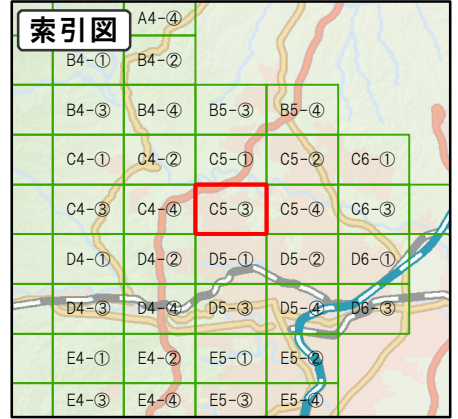 索引図
A4-④
B4-① B4-②
B4-③ B4-④ B5-③ B5-④
C4-① C4-② C5-① C5-② C6-①
C4-③ C4-④ C5-③ C5-④ C6-③
D4-① D4-② D5-① D5-② D6-①
D4-③ D4-④ D5-③ D5-④ D6-③
E4-① E4-② E5-① E5-②
E4-③ E4-④ E5-③ E5-④